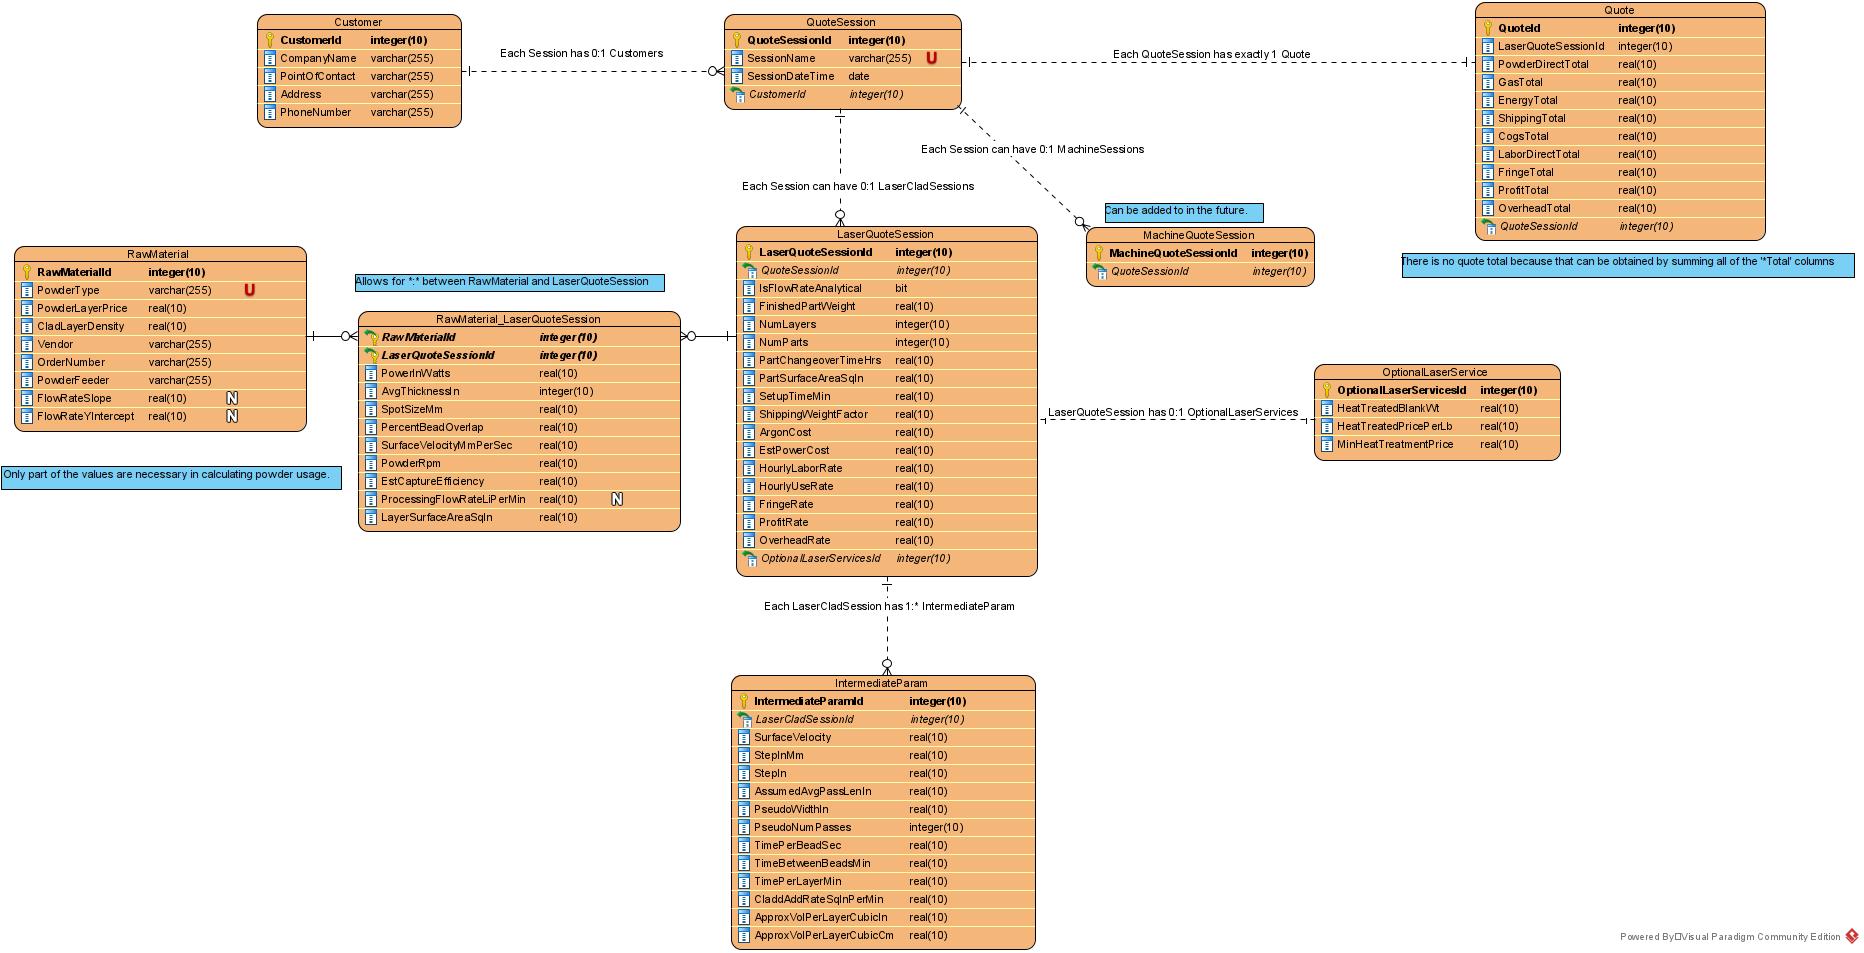 Customer
CustomerId integer(10)
CompanyName varchar(255)
PointOfContact varchar(255)
Address varchar(255)
PhoneNumber varchar(255)
Each Session has 0:1 Customers
QuoteSession
QuoteSessionId integer(10)
SessionName varchar(255) U
SessionDateTime date
CustomerId integer(10)
Each QuoteSession has exactly 1 Quote
Quote
QuoteId integer(10)
LaserQuoteSessionId integer(10)
PowderDirectTotal real(10)
GasTotal real(10)
EnergyTotal real(10)
ShippingTotal real(10)
CogsTotal real(10)
LaborDirectTotal real(10)
FringeTotal real(10)
ProfitTotal real(10)
OverheadTotal real(10)
QuoteSessionId integer(10)
There is no quote total because that can be obtained by summing all of the '*Total' columns
Each Session can have 0:1 MachineSessions
Each Session can have 0:1 LaserCladSessions
Can be added to in the future.
MachineQuoteSession
MachineQuoteSessionId integer(10)
QuoteSessionId integer(10)
RawMaterial
RawMaterialId integer(10)
PowderType varchar(255) U
PowderLayerPrice real(10)
CladLayerDensity real(10)
Vendor varchar(255)
OrderNumber varchar(255)
PowderFeeder varchar(255)
FlowRateSlope real(10) N
FlowRateYIntercept real(10) N
Only part of the values are necessary in calculating powder usage.
Allows for *:* between RawMaterial and LaserQuoteSession
RawMaterial_LaserQuoteSession
RawMaterialId integer(10)
LaserQuoteSessionId integer(10)
PowerInWatts real(10)
AvgThicknessIn integer(10)
SpotSizeMm real(10)
PercentBeadOverlap real(10)
SurfaceVelocityMmPerSec real(10)
PowderRpm real(10)
EstCaptureEfficiency real(10)
ProcessingFlowRateLiPerMin real(10) N
LayerSurfaceAreaSqIn real(10)
LaserQuoteSession
LaserQuoteSessionId integer(10)
QuoteSessionId integer(10)
IsFlowRateAnalytical bit
FinishedPartWeight real(10)
NumLayers integer(10)
NumParts integer(10)
PartChangeoverTimeHrs real(10)
PartSurfaceAreaSqIn real(10)
SetupTimeMin real(10)
ShippingWeightFactor real(10)
ArgonCost real(10)
EstPowerCost real(10)
HourlyLaborRate real(10)
HourlyUseRate real(10)
FringeRate real(10)
ProfitRate real(10)
OverheadRate real(10)
OptionalLaserServicesId integer(10)
LaserQuoteSession has 0:1 OptionalLaserServices
OptionalLaserService
OptionalLaserServicesId integer(10)
HeatTreatedBlankWt real(10)
HeatTreatedPricePerLb real(10)
MinHeatTreatmentPrice real(10)
Each LaserCladSession has 1:* IntermediateParam
IntermediateParam
IntermediateParamId integer(10)
LaserCladSessionId integer(10)
SurfaceVelocity real(10)
StepInMm real(10)
StepIn real(10)
AssumedAvgPassLenIn real(10)
PseudoWidthIn real(10)
PseudoNumPasses integer(10)
TimePerBeadSec real(10)
TimeBetweenBeadsMin real(10)
TimePerLayerMin real(10)
CladdAddRateSqInPerMin real(10)
ApproxVolPerLayerCubicIn real(10)
ApproxVolPerLayerCubicCm real(10)
Powered By Visual Paradigm Community Edition